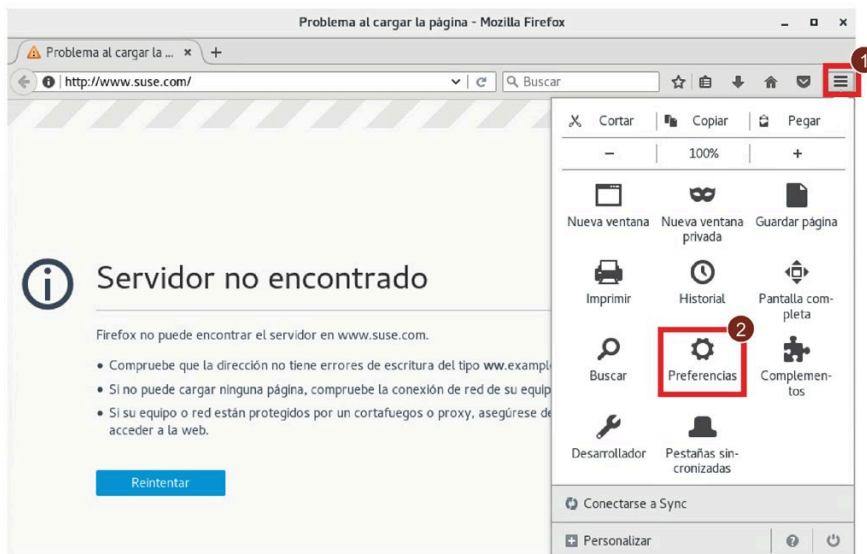 Problema al cargar la página - Mozilla Firefox
Problema al cargar la ...
http://www.suse.com/
Buscar
1
Cortar
Copiar
Pegar
100%
Nueva ventana
Nueva ventana
privada
Guardar página
Imprimir
Historial
Pantalla com-
pleta
2
Buscar
Preferencias
Complemen-
tos
Desarrollador
Pestañas sin-
cronizadas
Conectarse a Sync
Personalizar
Servidor no encontrado
Firefox no puede encontrar el servidor en www.suse.com.
• Compruebe que la dirección no tiene errores de escritura del tipo ww.exampl
• Si no puede cargar ninguna página, compruebe la conexión de red de su equip
• Si su equipo o red están protegidos por un cortafuegos o proxy, asegúrese de
acceder a la web.
Reintentar